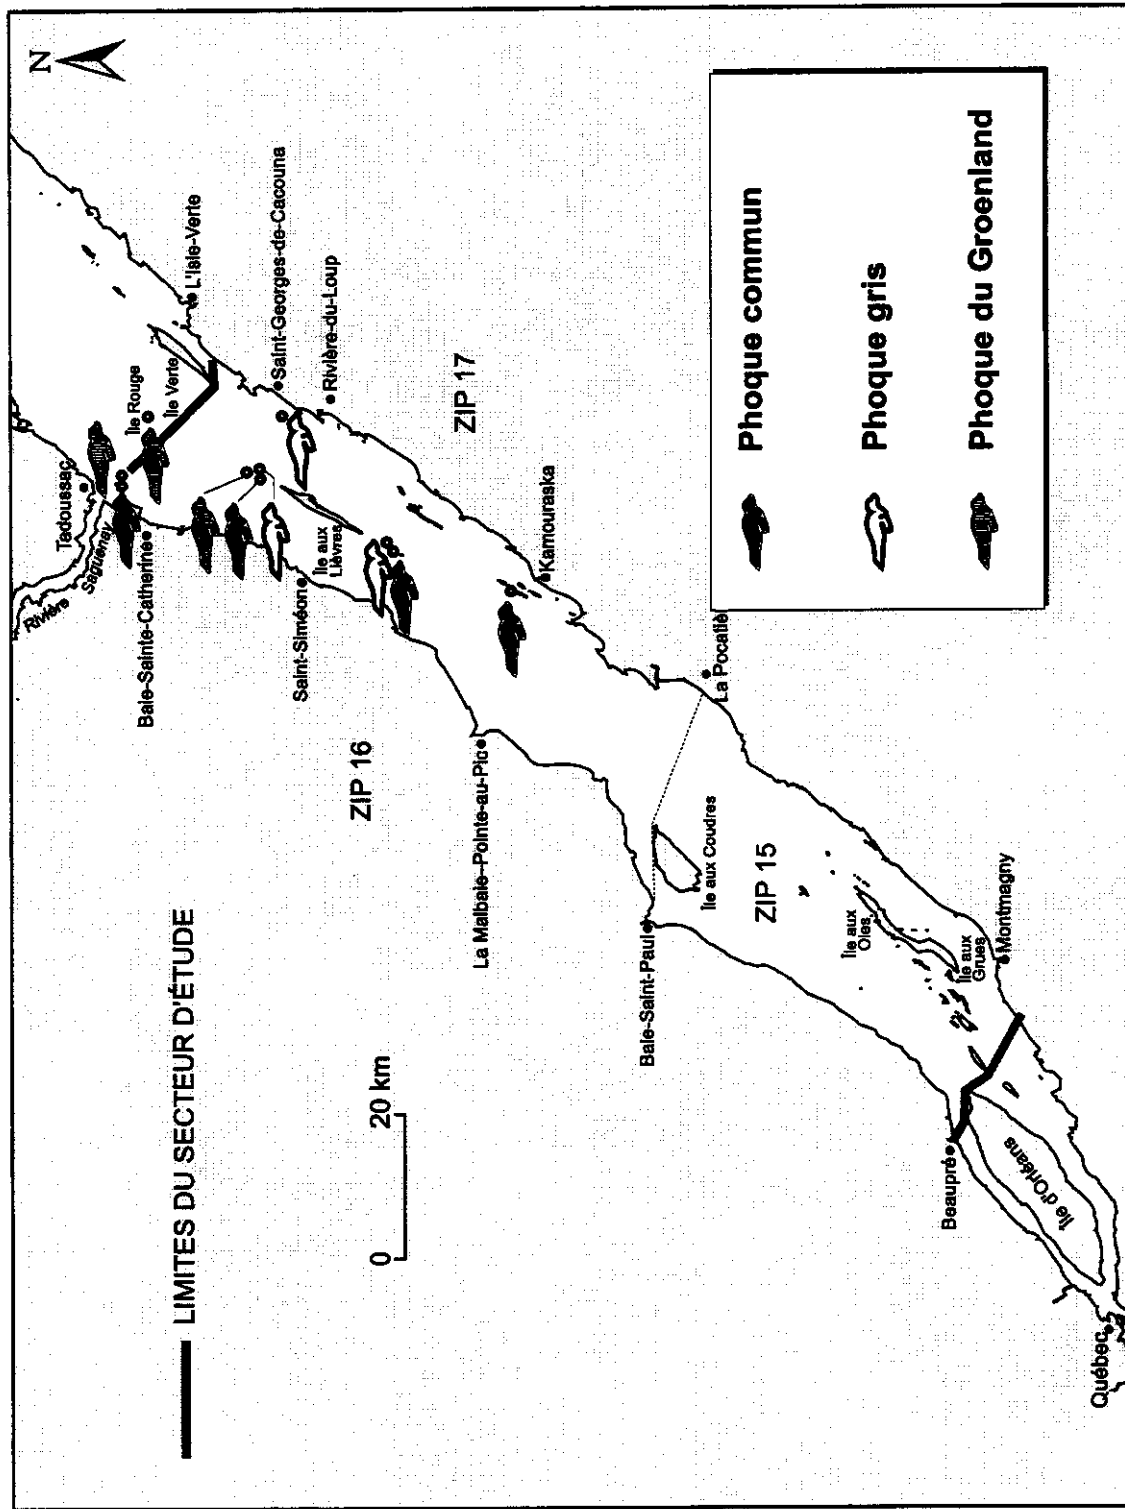 N
LIMITES DU SECTEUR D'ÉTUDE
0 20 km
Rivière
Saguenay
Tadoussac
Baie-Sainte-Catherine
Île Rouge
Île Verte
L'Isle-Verte
Saint-Georges-de-Cacouna
Rivière-du-Loup
Saint-Siméon
Île aux
Lièvres
ZIP 17
ZIP 16
Kamouraska
La Malbaie–Pointe-au-Pic
La Pocatiè
Baie-Saint-Paul
Île aux Coudres
ZIP 15
Île aux
Oies
Île aux
Grues
Montmagny
Beaupré
Île d'Orléans
Québec
Phoque commun
Phoque gris
Phoque du Groenland